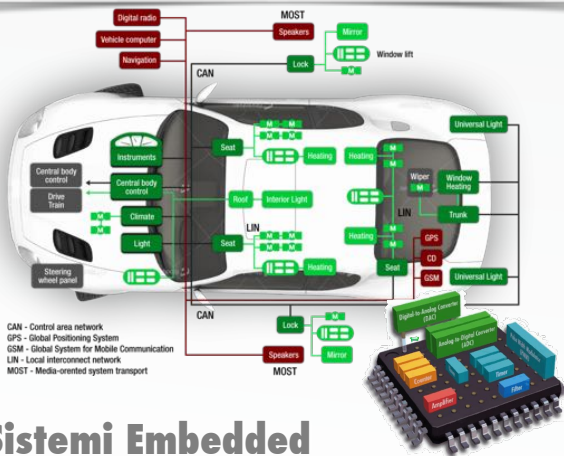 Digital radio
MOST
Vehicle computer
Speakers
Mirror
Navigation
Window lift
Lock
CAN
M
Universal Light
M M
M M
Seat
Instruments
Heating
Heating
M
M
Wiper
M
Window
Heating
Central body
control
Central body
control
Drive
Train
Roof
Interior Light
LIN
Trunk
M
M
Climate
LIN
Light
Seat
M M
M M
Heating
M
M
GPS
CD
GSM
Steering
wheel panel
Heating
Seat
Universal Light
CAN
M
Lock
Mirror
Speakers
MOST
CAN - Control area network
GPS - Global Positioning System
GSM - Global System for Mobile Communication
LIN - Local interconnect network
MOST - Media-oriented system transport
Digital to Analog Converter
(DAC)
Analog to Digital Converter
(ADC)
Counter
Timer
Amplifier
Filter
Sistemi Embedded